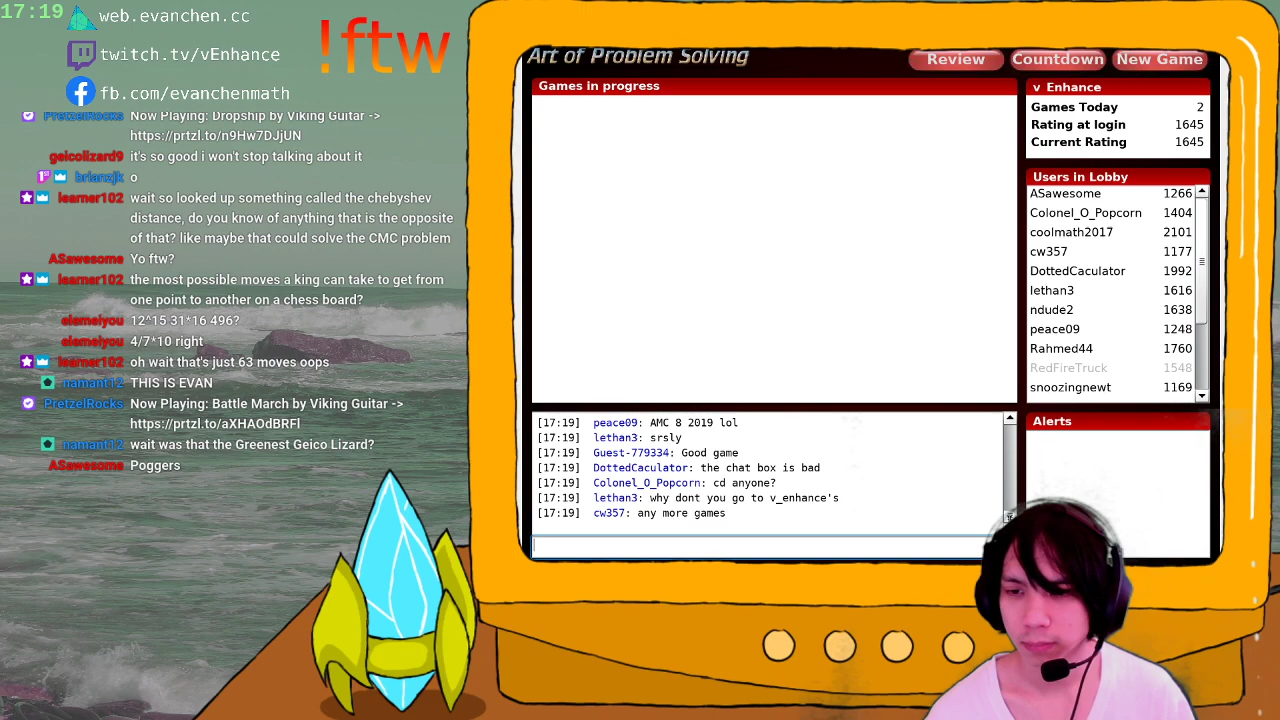 17:19
web.evanchen.cc
twitch.tv/vEnhance
fb.com/evanchenmath
!ftw
PretzelRocks Now Playing: Dropship by Viking Guitar ->
https://prtzl.to/n9Hw7DJjUN
geicolizard9 it's so good i won't stop talking about it
brianzjk o
learner102 wait so looked up something called the chebyshev
distance, do you know of anything that is the opposite
of that? like maybe that could solve the CMC problem
ASawesome Yo ftw?
learner102 the most possible moves a king can take to get from
one point to another on a chess board?
elemeiyou 12^15 31*16 496?
elemeiyou 4/7*10 right
learner102 oh wait that's just 63 moves oops
namant12 THIS IS EVAN
PretzelRocks Now Playing: Battle March by Viking Guitar ->
https://prtzl.to/aXHAOdBRFl
namant12 wait was that the Greenest Geico Lizard?
ASawesome Poggers
Art of Problem Solving
Review Countdown New Game
Games in progress
v Enhance
Games Today 2
Rating at login 1645
Current Rating 1645
Users in Lobby
ASawesome 1266
Colonel_O_Popcorn 1404
coolmath2017 2101
cw357 1177
DottedCaculator 1992
lethan3 1616
ndude2 1638
peace09 1248
Rahmed44 1760
RedFireTruck 1548
snoozingnewt 1169
[17:19] peace09: AMC 8 2019 lol
[17:19] lethan3: srsly
[17:19] Guest-779334: Good game
[17:19] DottedCaculator: the chat box is bad
[17:19] Colonel_O_Popcorn: cd anyone?
[17:19] lethan3: why dont you go to v_enhance's
[17:19] cw357: any more games
Alerts